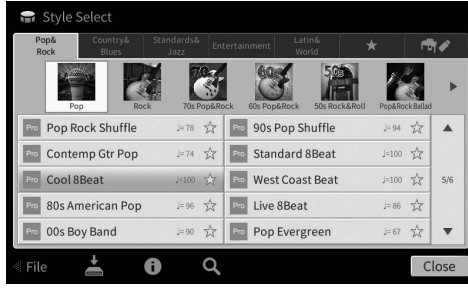 Style Select
Pop& Rock
Country& Blues
Standards& Jazz
Entertainment
Latin& World
Pop
Rock
70s
70s Pop&Rock
60s
60s Pop&Rock
50s
50s Rock&Roll
Pop&Rock Ballad
Pro Pop Rock Shuffle ♩= 78
Pro 90s Pop Shuffle ♩= 94
Pro Contemp Gtr Pop ♩= 74
Pro Standard 8Beat ♩=100
Pro Cool 8Beat ♩=100
Pro West Coast Beat ♩=100
5/6
Pro 80s American Pop ♩= 96
Pro Live 8Beat ♩= 86
Pro 00s Boy Band ♩= 90
Pro Pop Evergreen ♩= 67
File
Close